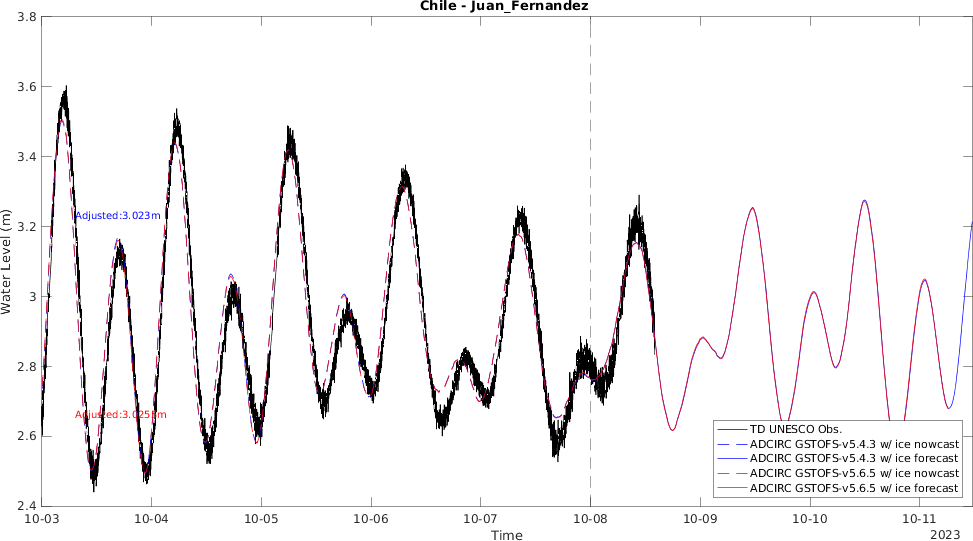 Chile - Juan_Fernandez
3.8
3.6
3.4
3.2
3
2.8
2.6
2.4
Water Level (m)
Adjusted:3.023m
Adjusted:3.025m
TD UNESCO Obs.
ADCIRC GSTOFS-v5.4.3 w/ ice nowcast
ADCIRC GSTOFS-v5.4.3 w/ ice forecast
ADCIRC GSTOFS-v5.6.5 w/ ice nowcast
ADCIRC GSTOFS-v5.6.5 w/ ice forecast
10-03 10-04 10-05 10-06 10-07 10-08 10-09 10-10 10-11
Time
2023